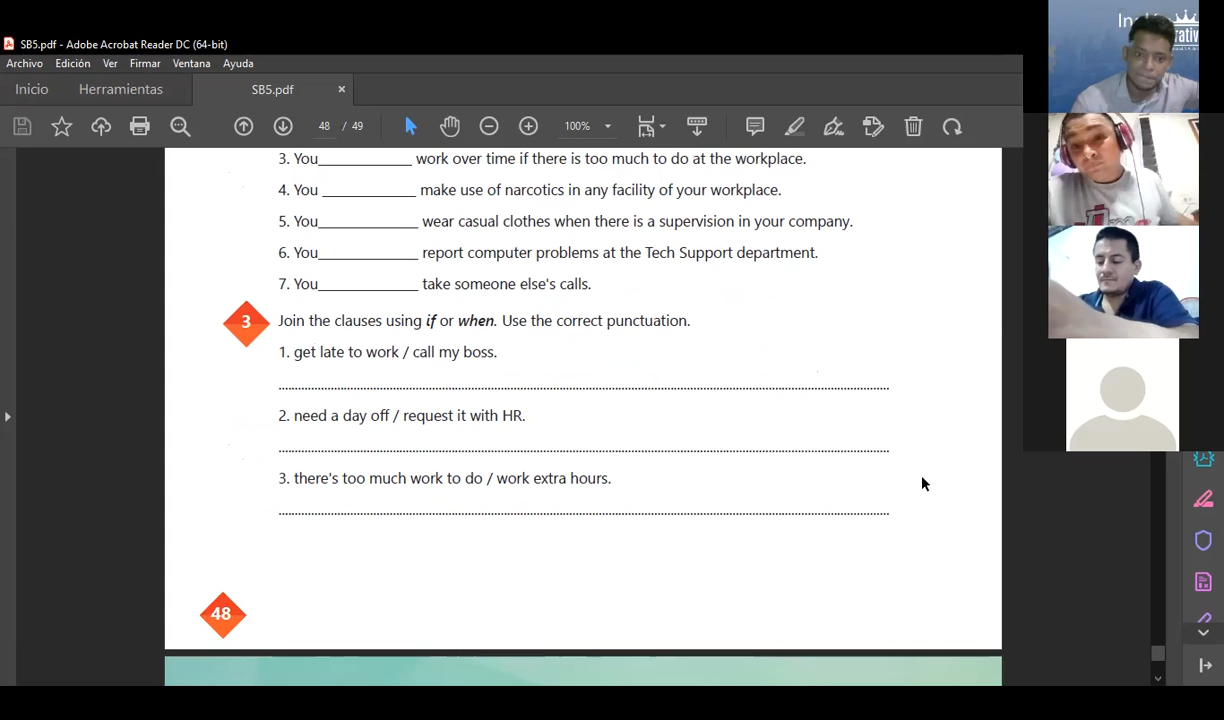 SB5.pdf - Adobe Acrobat Reader DC (64-bit)
Archivo Edición Ver Firmar Ventana Ayuda
Inicio Herramientas SB5.pdf ×
48 / 49 100%
3. You____________ work over time if there is too much to do at the workplace.
4. You ____________ make use of narcotics in any facility of your workplace.
5. You_____________ wear casual clothes when there is a supervision in your company.
6. You_____________ report computer problems at the Tech Support department.
7. You_____________ take someone else's calls.
3 Join the clauses using if or when. Use the correct punctuation.
1. get late to work / call my boss.
2. need a day off / request it with HR.
3. there's too much work to do / work extra hours.
48